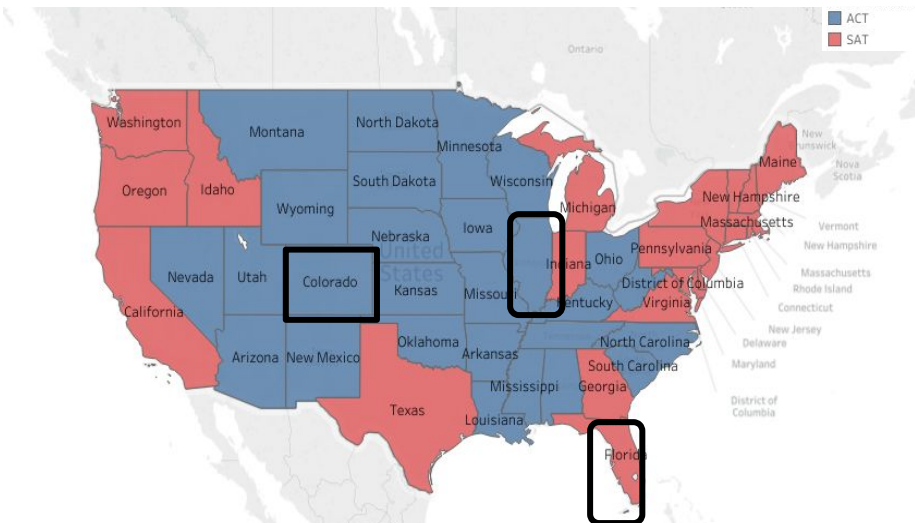 ACT
SAT
Ontario
Washington
Montana
North Dakota
Minnesota
New
Brunswick
Maine
Nova
Scotia
Oregon
Idaho
South Dakota
Wisconsin
Michigan
New Hampshire
Wyoming
Massachusetts
Vermont
Iowa
Nebraska
Pennsylvania
New Hampshire
United
States
Nevada
Utah
Colorado
Kansas
Missouri
Indiana
Ohio
District of Columbia
Massachusetts
Rhode Island
Kentucky
Virginia
Connecticut
California
New Jersey
Delaware
Oklahoma
North Carolina
Arizona
New Mexico
Arkansas
South Carolina
Maryland
Mississippi
Georgia
Texas
Louisiana
District of
Columbia
Florida